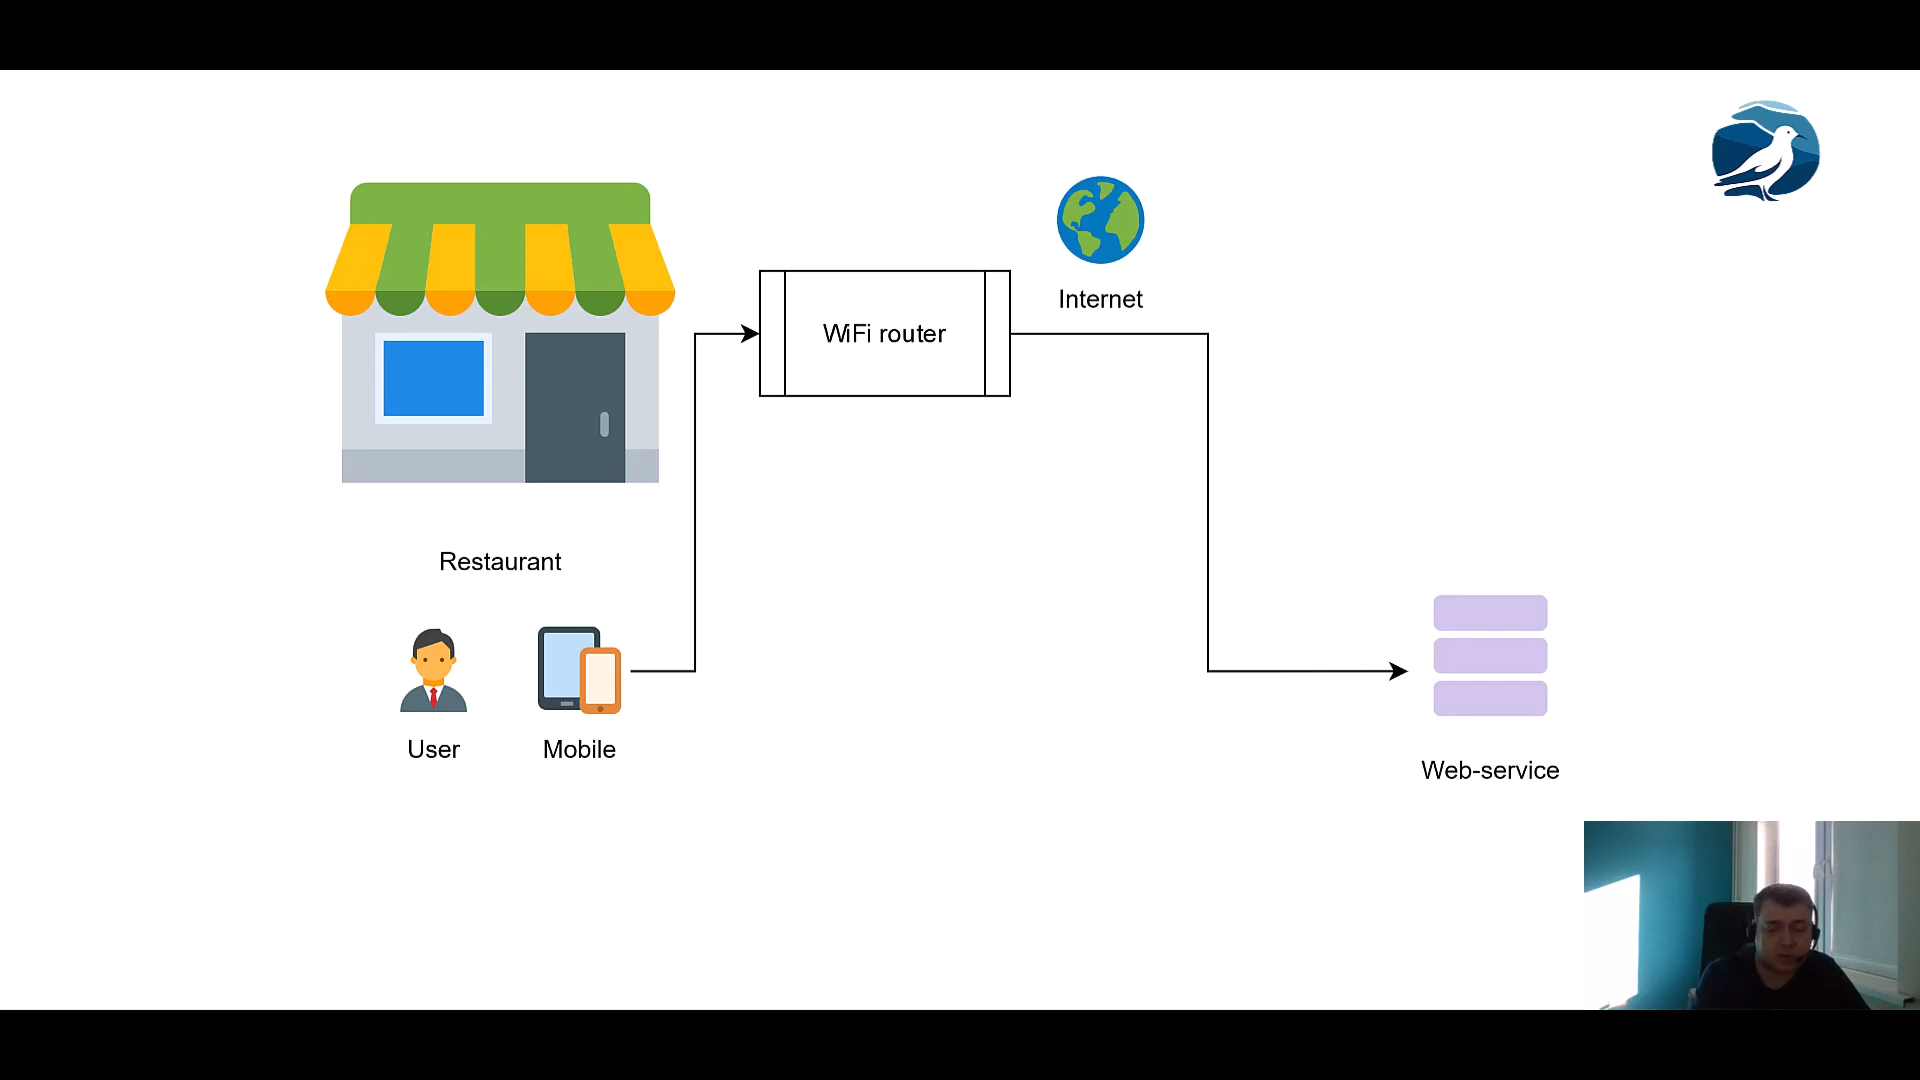 WiFi router
Internet
Restaurant
User
Mobile
Web-service